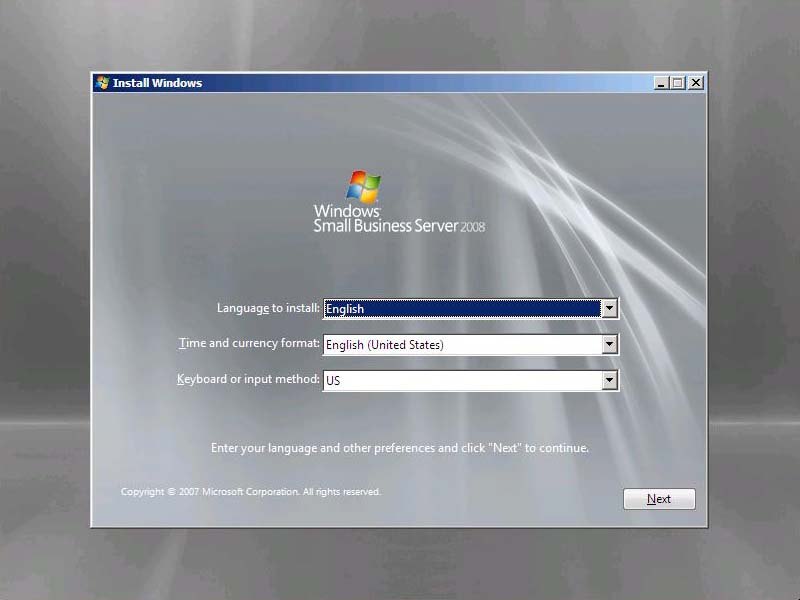 Install Windows
Windows
Small Business Server 2008
Language to install: English
Time and currency format: English (United States)
Keyboard or input method: US
Enter your language and other preferences and click "Next" to continue.
Copyright © 2007 Microsoft Corporation. All rights reserved.
Next